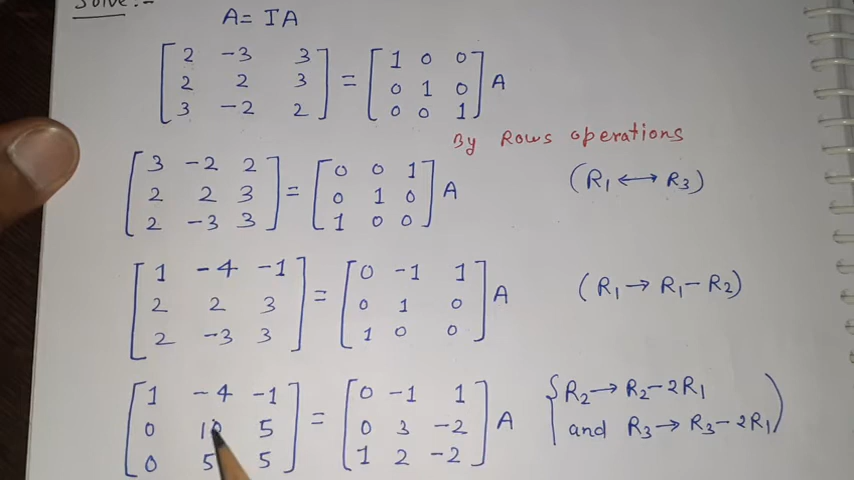 Solve:-
A = IA
[2 -3 3] = [1 0 0] A
[2 2 3] [0 1 0]
[3 -2 2] [0 0 1]
By Rows operations
[3 -2 2] = [0 0 1] A (R1 ↔ R3)
[2 2 3] [0 1 0]
[2 -3 3] [1 0 0]
[1 -4 -1] = [0 -1 1] A (R1 → R1 - R2)
[2 2 3] [0 1 0]
[2 -3 3] [1 0 0]
[1 -4 -1] = [0 -1 1] A {R2 → R2 - 2R1
[0 10 5] [0 3 -2] and R3 → R3 - 2R1)
[0 5 5] [1 2 -2]